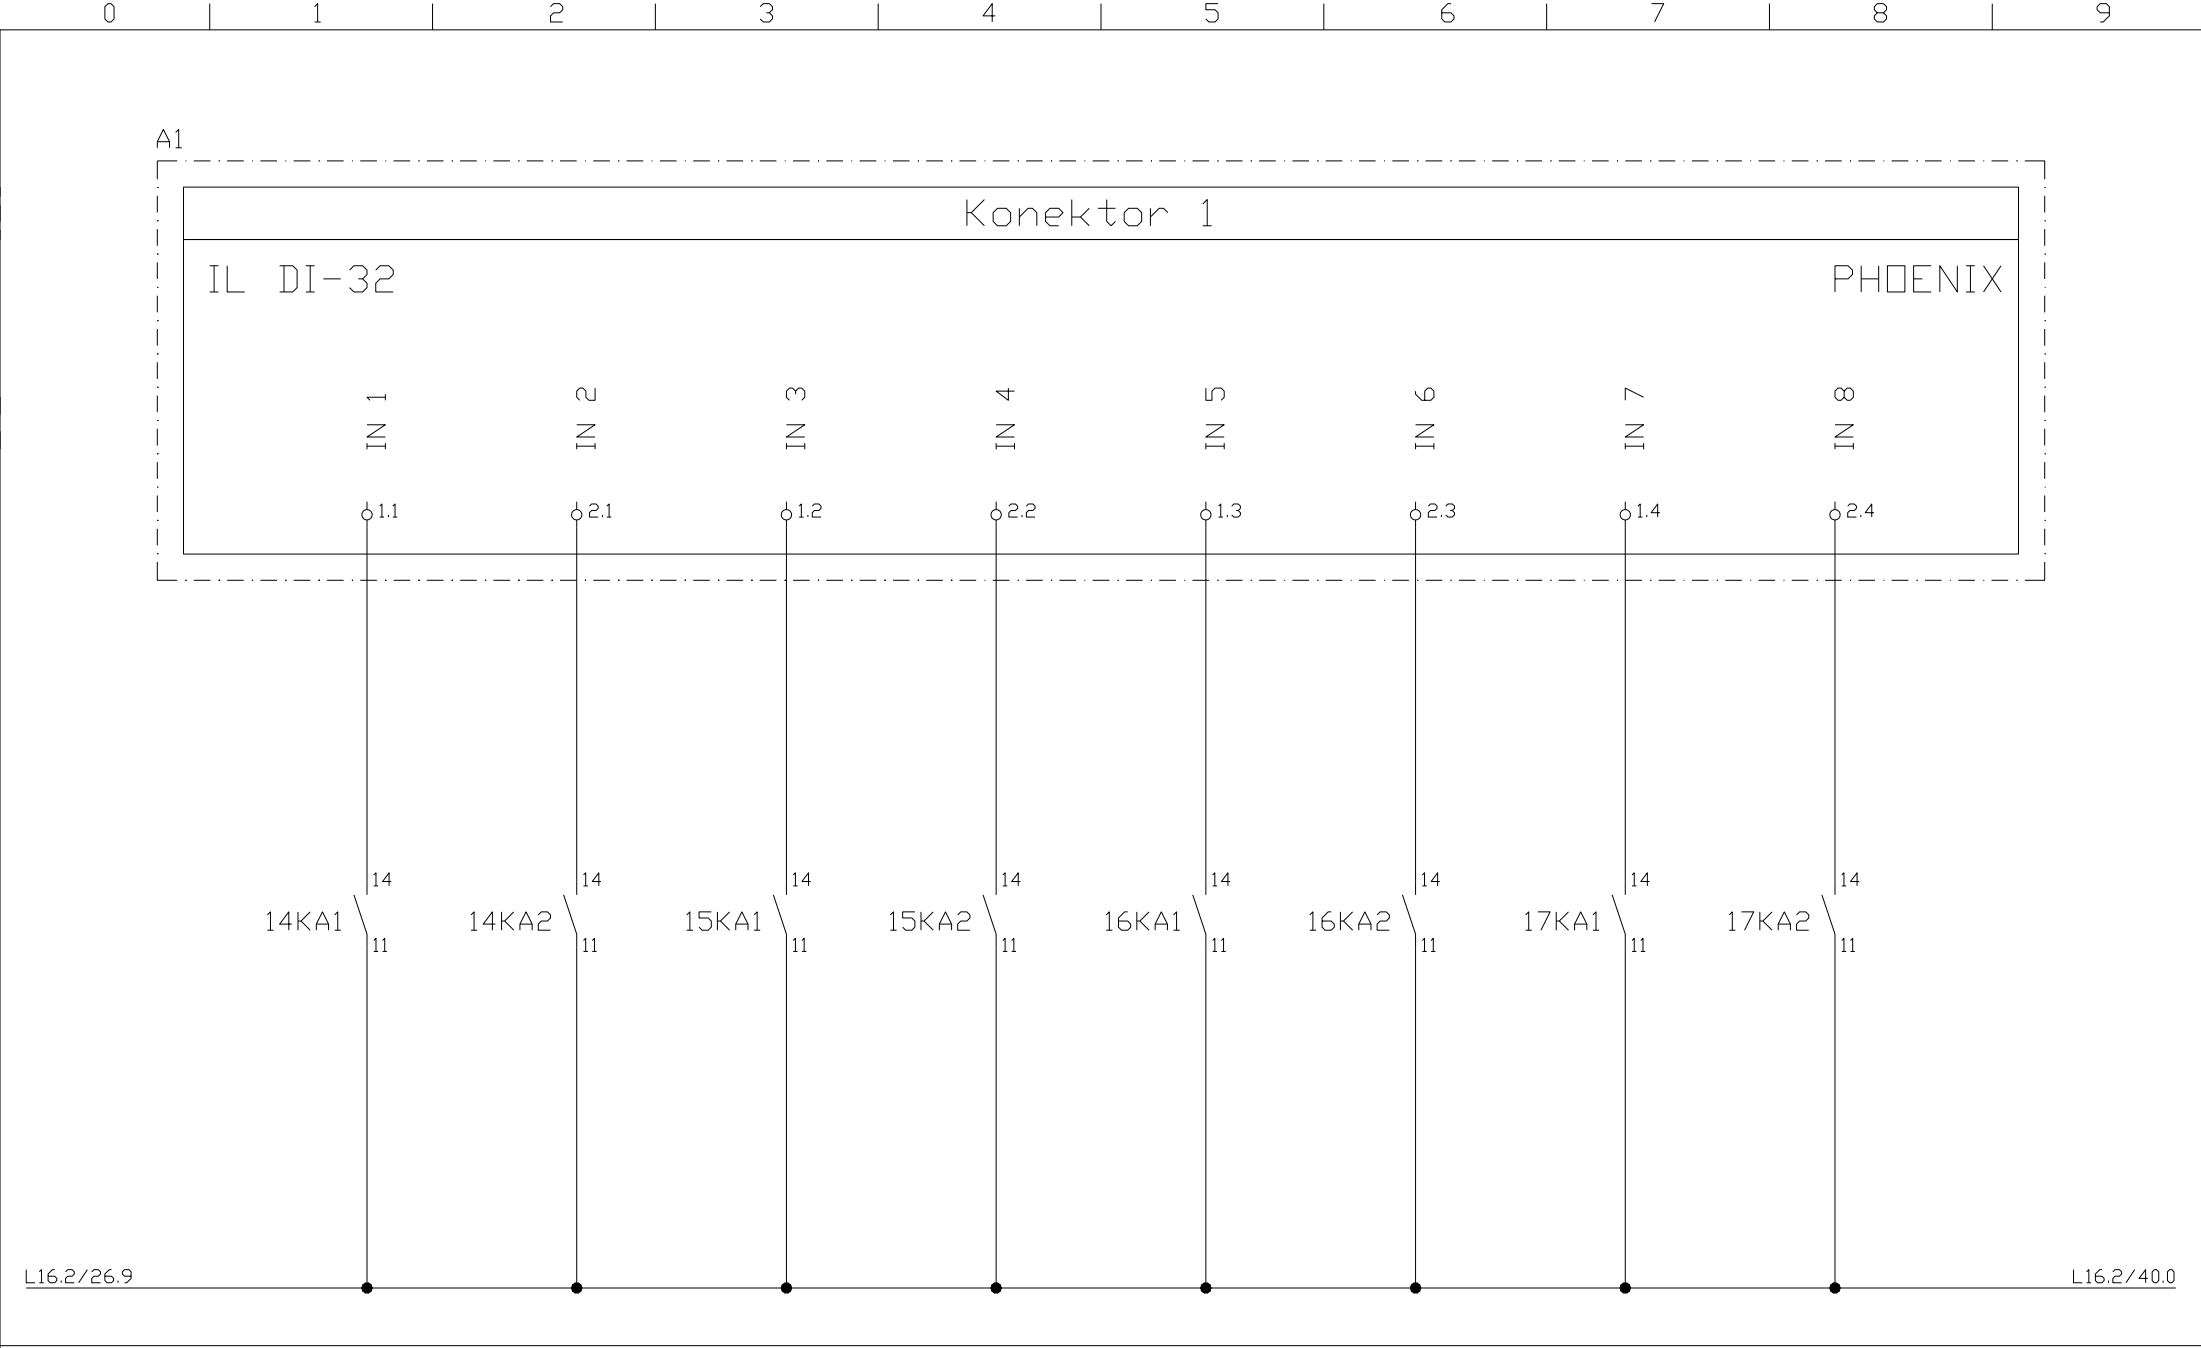 0 1 2 3 4 5 6 7 8 9
A1
Konektor 1
IL DI-32 PHOENIX
IN 1 IN 2 IN 3 IN 4 IN 5 IN 6 IN 7 IN 8
1.1 2.1 1.2 2.2 1.3 2.3 1.4 2.4
14 14 14 14 14 14 14 14
14KA1 14KA2 15KA1 15KA2 16KA1 16KA2 17KA1 17KA2
11 11 11 11 11 11 11 11
L16.2/26.9 L16.2/40.0